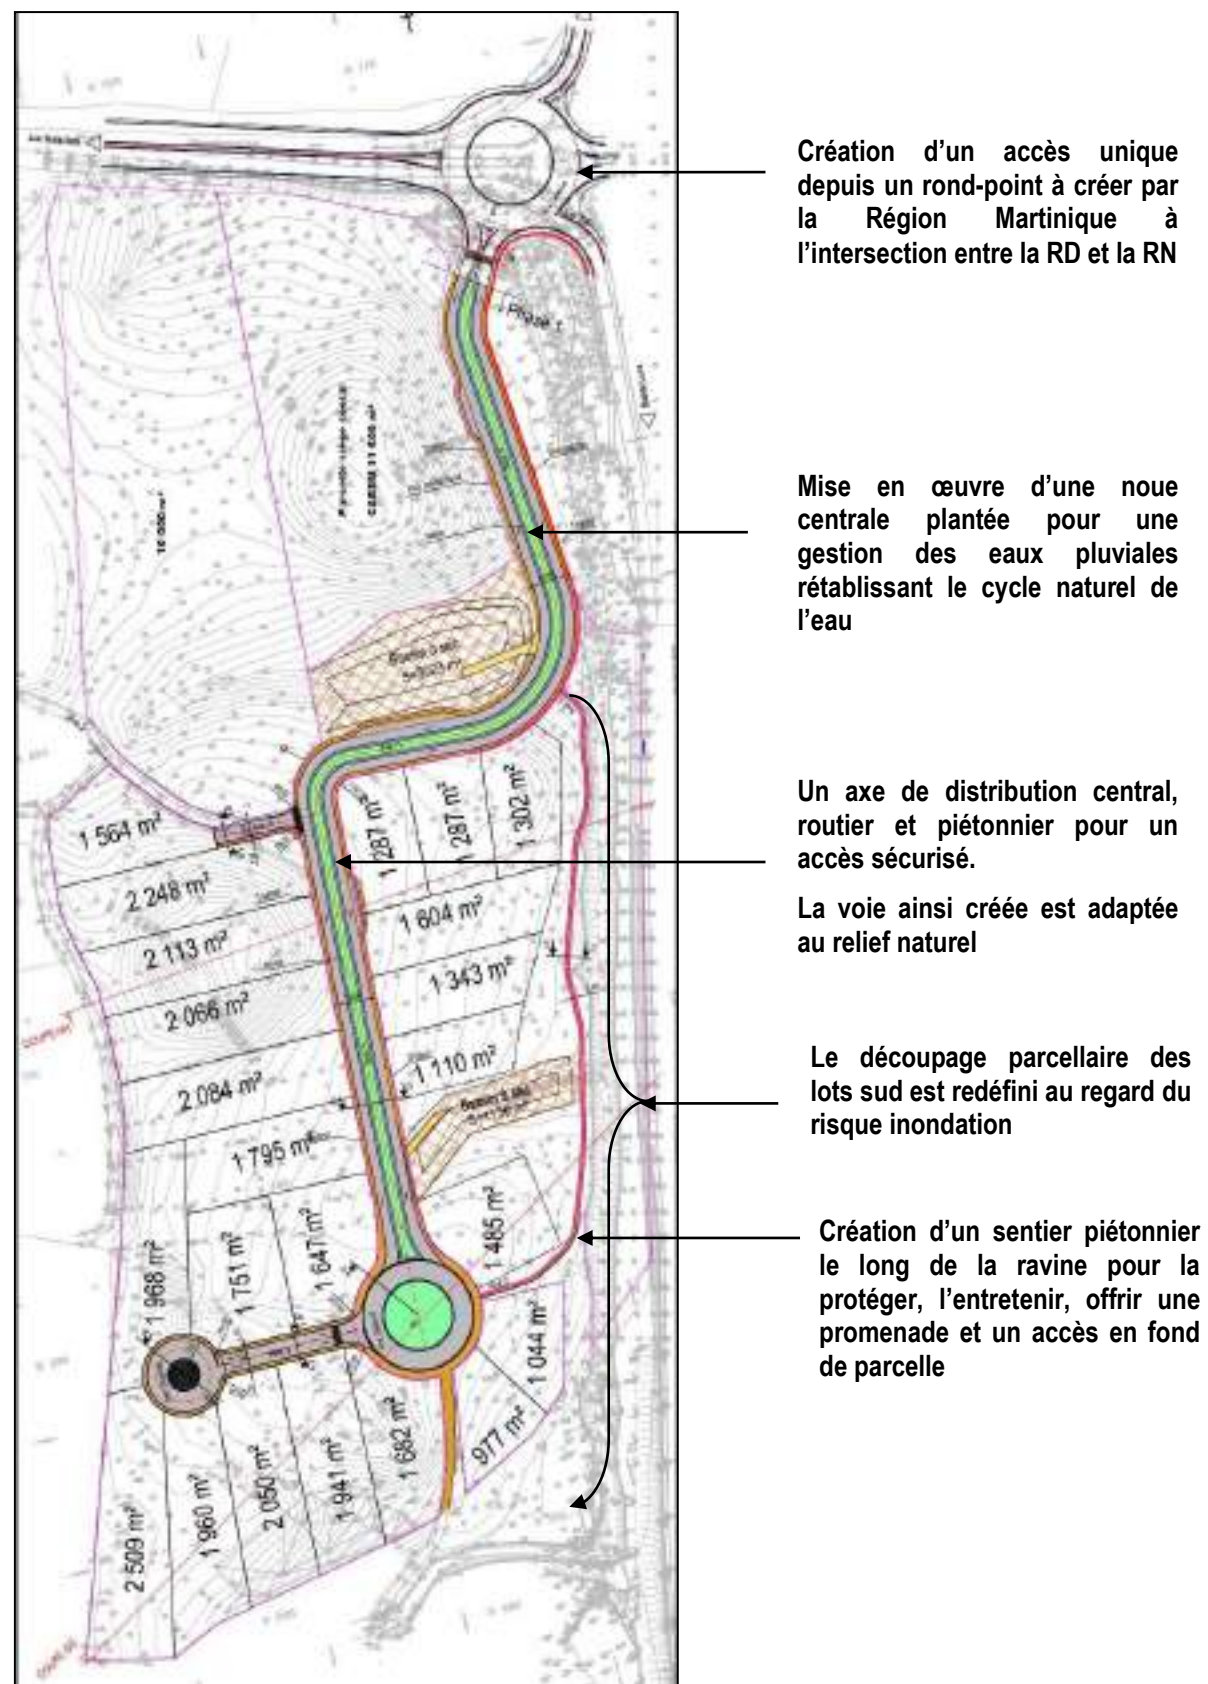 Création d’un accès unique
depuis un rond-point à créer par
la Région Martinique à
l’intersection entre la RD et la RN
Phase 1
Mise en œuvre d’une noue
centrale plantée pour une
gestion des eaux pluviales
rétablissant le cycle naturel de
l’eau
Un axe de distribution central,
routier et piétonnier pour un
accès sécurisé.
La voie ainsi créée est adaptée
au relief naturel
Le découpage parcellaire des
lots sud est redéfini au regard du
risque inondation
Création d’un sentier piétonnier
le long de la ravine pour la
protéger, l’entretenir, offrir une
promenade et un accès en fond
de parcelle
1 564 m²
2 248 m²
2 113 m²
2 066 m²
2 084 m²
1 795 m²
1 287 m²
1 287 m²
1 302 m²
1 604 m²
1 343 m²
1 110 m²
1 485 m²
1 968 m²
1 751 m²
1 647 m²
1 044 m²
977 m²
2 509 m²
1 960 m²
2 050 m²
1 941 m²
1 682 m²